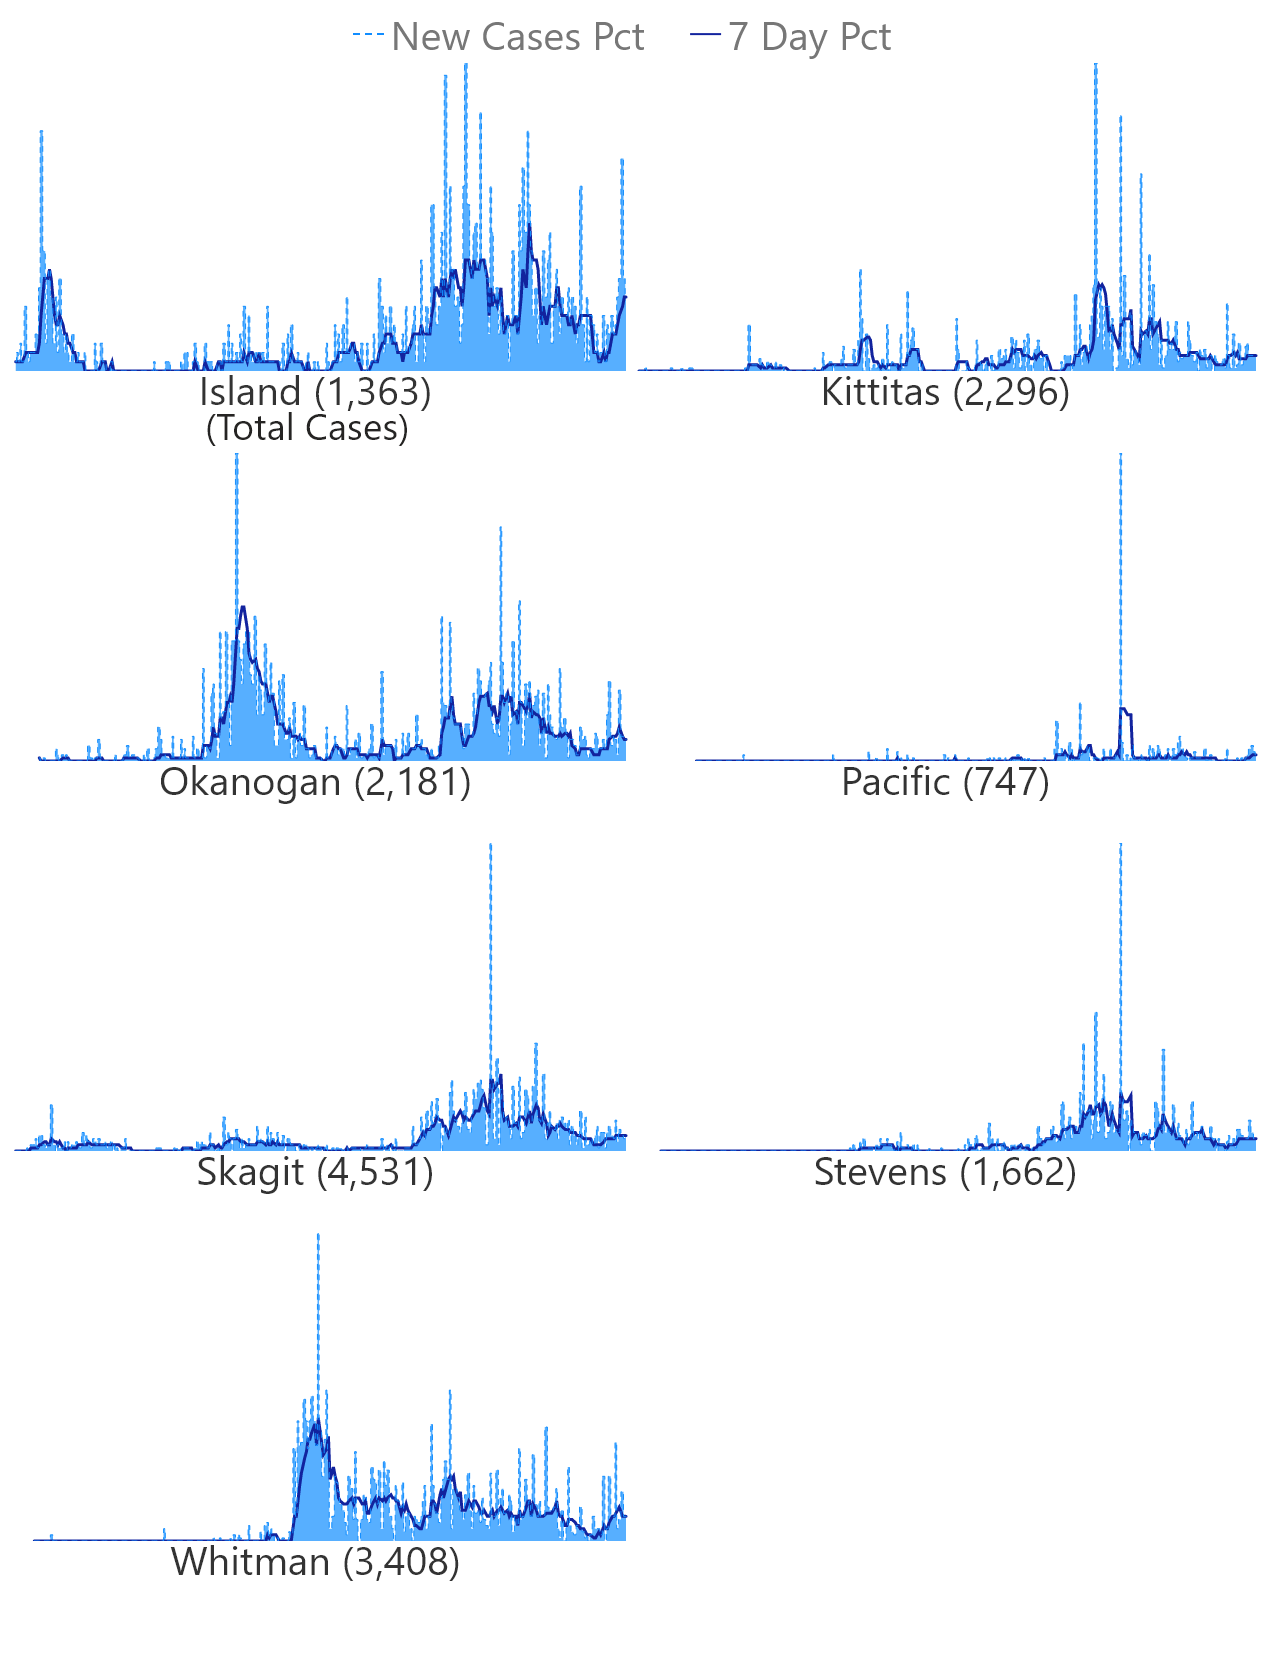 New Cases Pct 7 Day Pct
Island (1,363) Kittitas (2,296)
(Total Cases)
Okanogan (2,181) Pacific (747)
Skagit (4,531) Stevens (1,662)
Whitman (3,408)